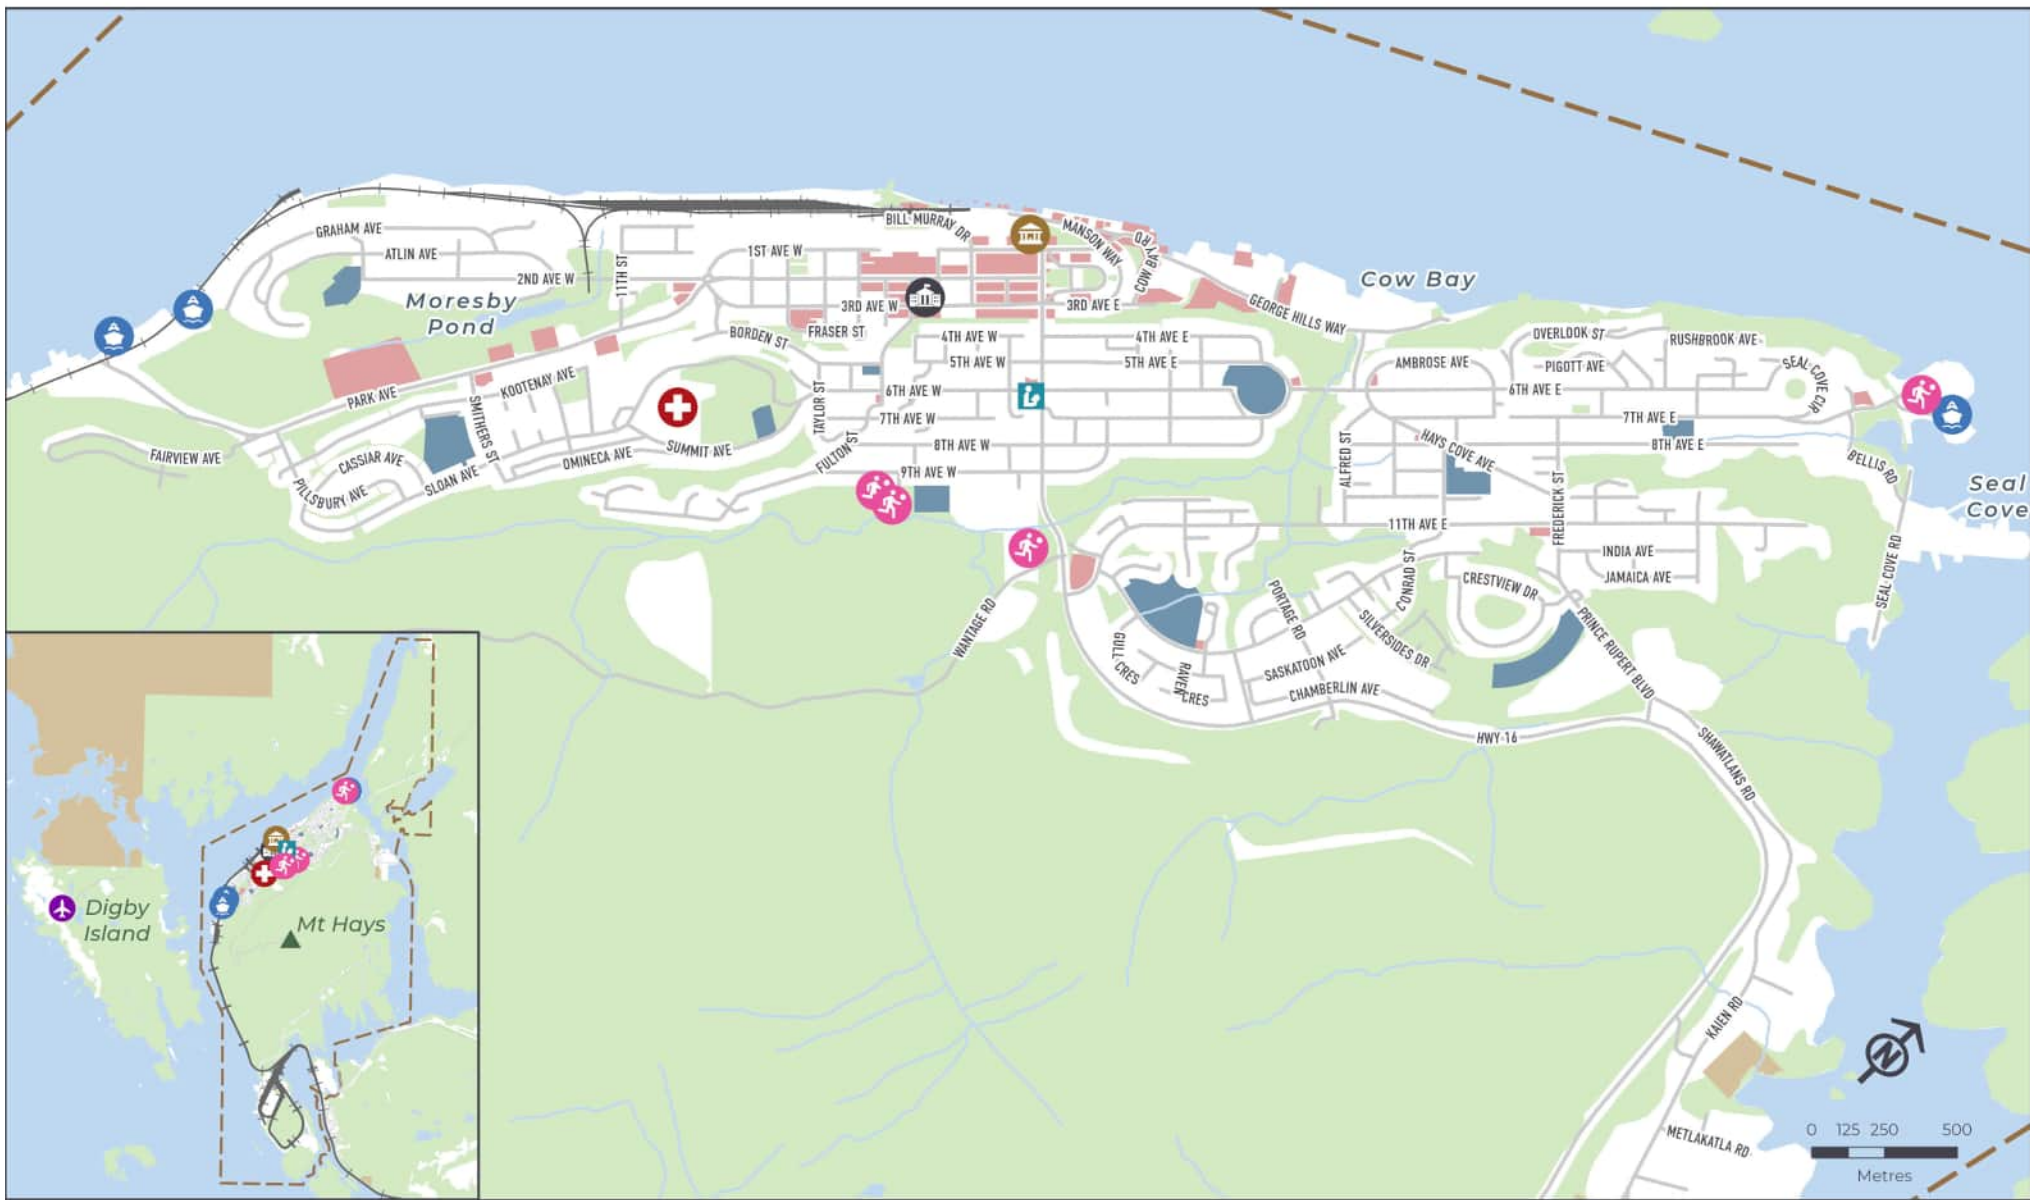 GRAHAM AVE
ATLIN AVE
2ND AVE W
11TH ST
1ST AVE W
BILL MURRAY DR
MANSON WAY
COW BAY RD
Cow Bay
Moresby
Pond
3RD AVE W
3RD AVE E
GEORGE HILLS WAY
BORDEN ST
FRASER ST
4TH AVE W
4TH AVE E
5TH AVE W
5TH AVE E
OVERLOOK ST
RUSHBROOK AVE
AMBROSE AVE
PIGOTT AVE
SEAL COVE CIR
PARK AVE
KOOTENAY AVE
SMITHERS ST
TAYLOR ST
6TH AVE W
6TH AVE E
7TH AVE W
7TH AVE E
FAIRVIEW AVE
CASSIAR AVE
PILLSBURY AVE
SLOAN AVE
OMINECA AVE
SUMMIT AVE
FULTON ST
8TH AVE W
8TH AVE E
9TH AVE W
ALFRED ST
HAYS COVE AVE
FREDERICK ST
BELLIS RD
Seal
Cove
11TH AVE E
INDIA AVE
JAMAICA AVE
SEAL COVE RD
CONRAD ST
CRESTVIEW DR
WANTAGE RD
GULL CRES
RAVEN CRES
PORTAGE RD
SILVERSIDES DR
SASKATOON AVE
CHAMBERLIN AVE
PRINCE RUPERT BLVD
HWY 16
SHAWATLANS RD
Digby
Island
Mt Hays
KAIEN RD
METLAKATLA RD
N
0 125 250 500
Metres